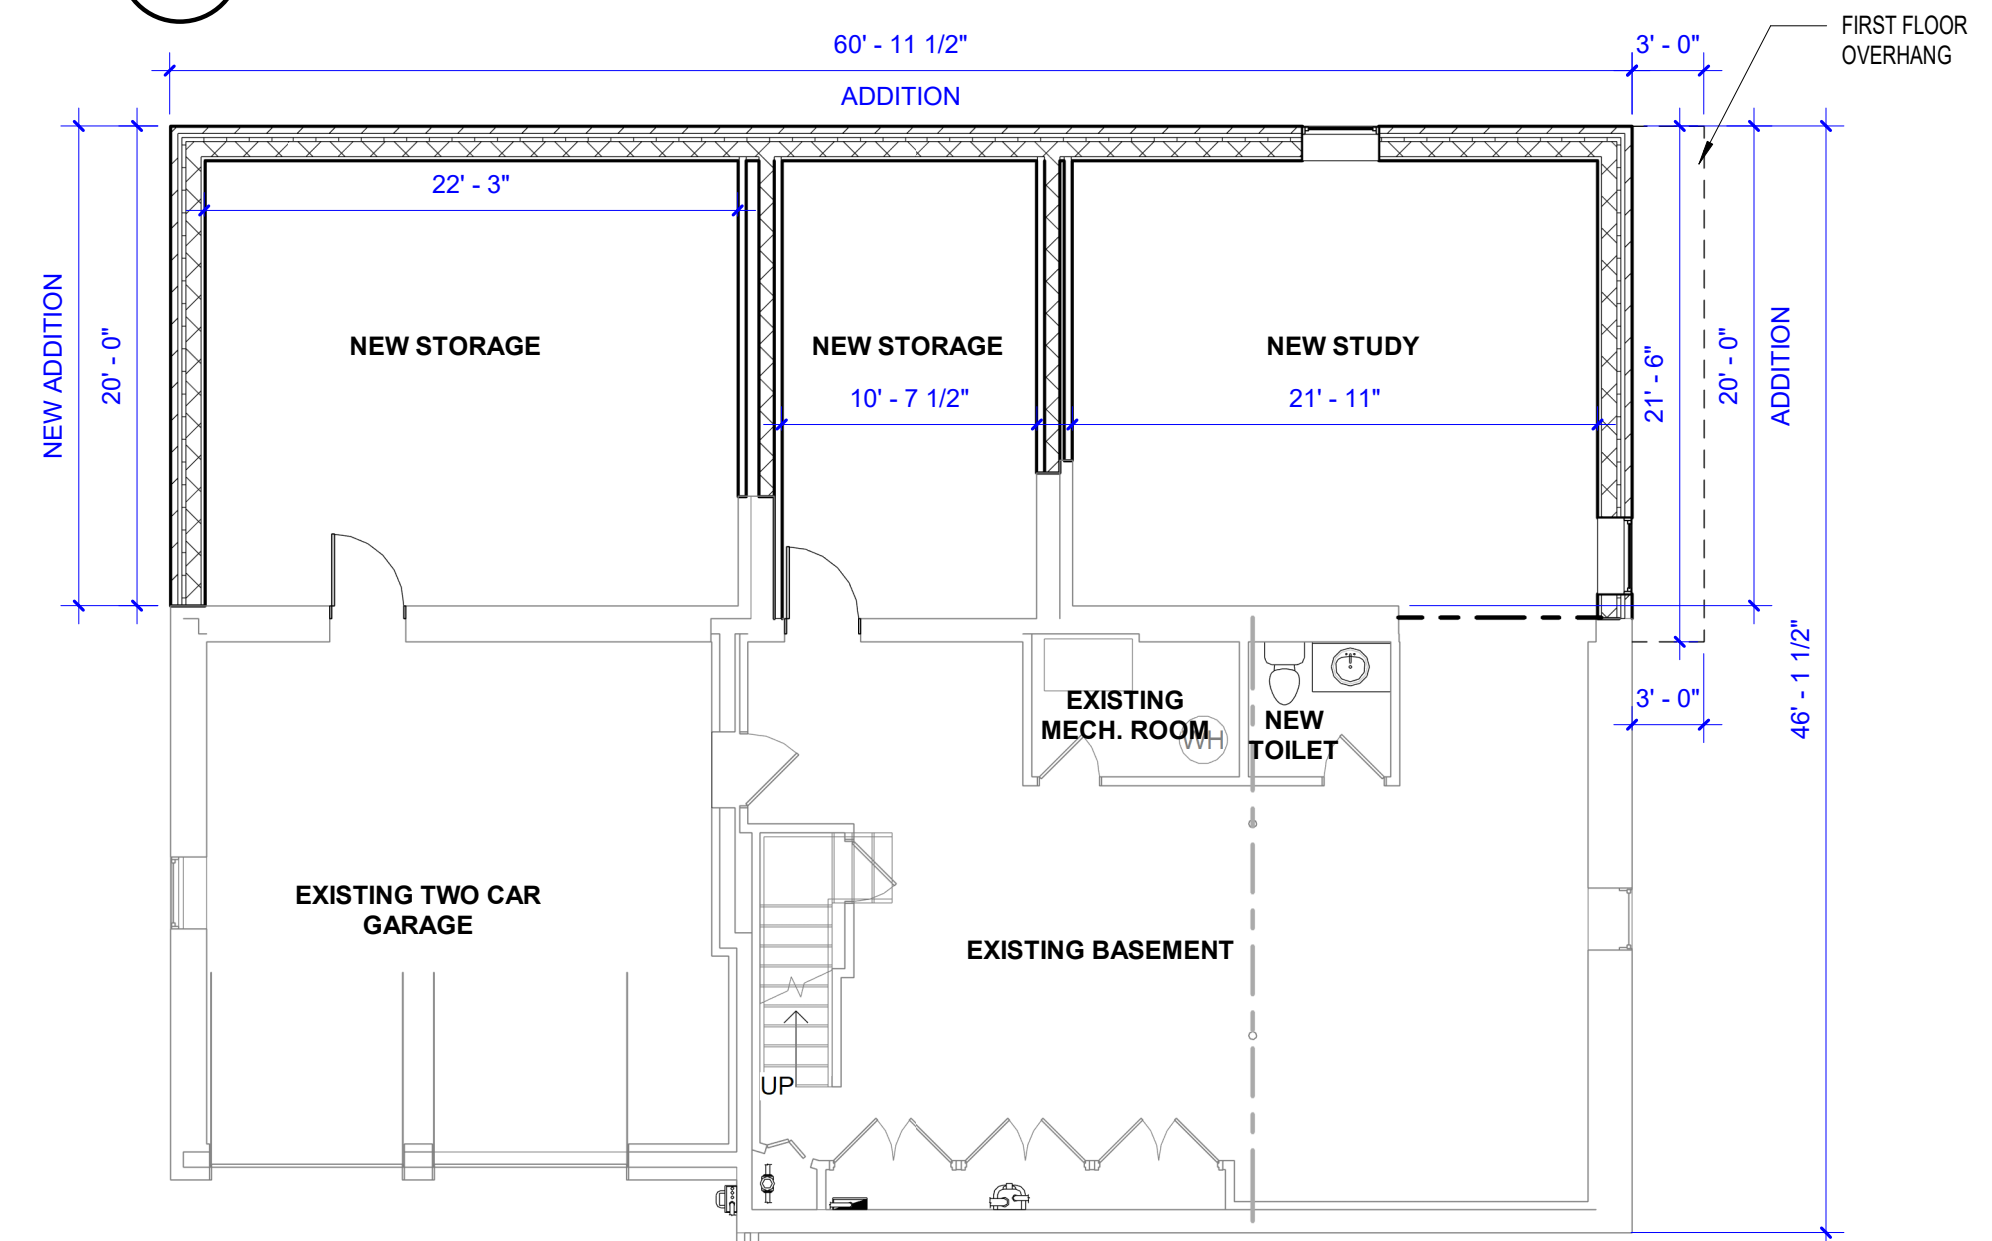 60' - 11 1/2"
3' - 0"
FIRST FLOOR
OVERHANG
ADDITION
22' - 3"
NEW ADDITION
20' - 0"
NEW STORAGE
NEW STORAGE
10' - 7 1/2"
NEW STUDY
21' - 11"
21' - 6"
20' - 0"
ADDITION
46' - 1 1/2"
3' - 0"
EXISTING
MECH. ROOM
WH
NEW
TOILET
EXISTING TWO CAR
GARAGE
EXISTING BASEMENT
UP